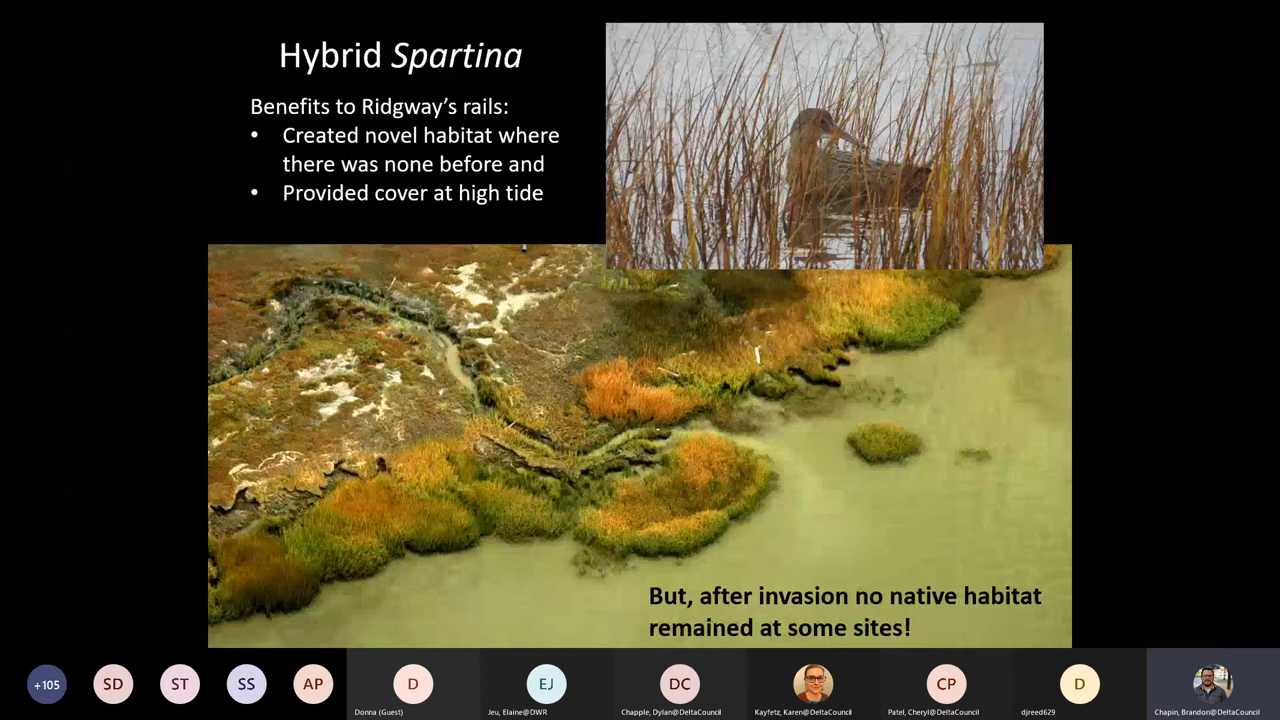 Hybrid Spartina
Benefits to Ridgway's rails:
• Created novel habitat where
there was none before and
• Provided cover at high tide
But, after invasion no native habitat
remained at some sites!
+105
SD
ST
SS
AP
D
EJ
DC
CP
D
Donna (Guest)
Jeu, Elaine@DWR
Chapple, Dylan@DeltaCouncil
Kayfetz, Karen@DeltaCouncil
Patel, Cheryl@DeltaCouncil
djreed629
Chapin, Brandon@DeltaCouncil